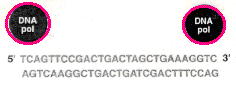 DNA pol
DNA pol
5' TCAGTTCCGACTGACTAGCTGAAAGGTC 3'
AGTCAAGGCTGACTGATCGACTTTCCAG